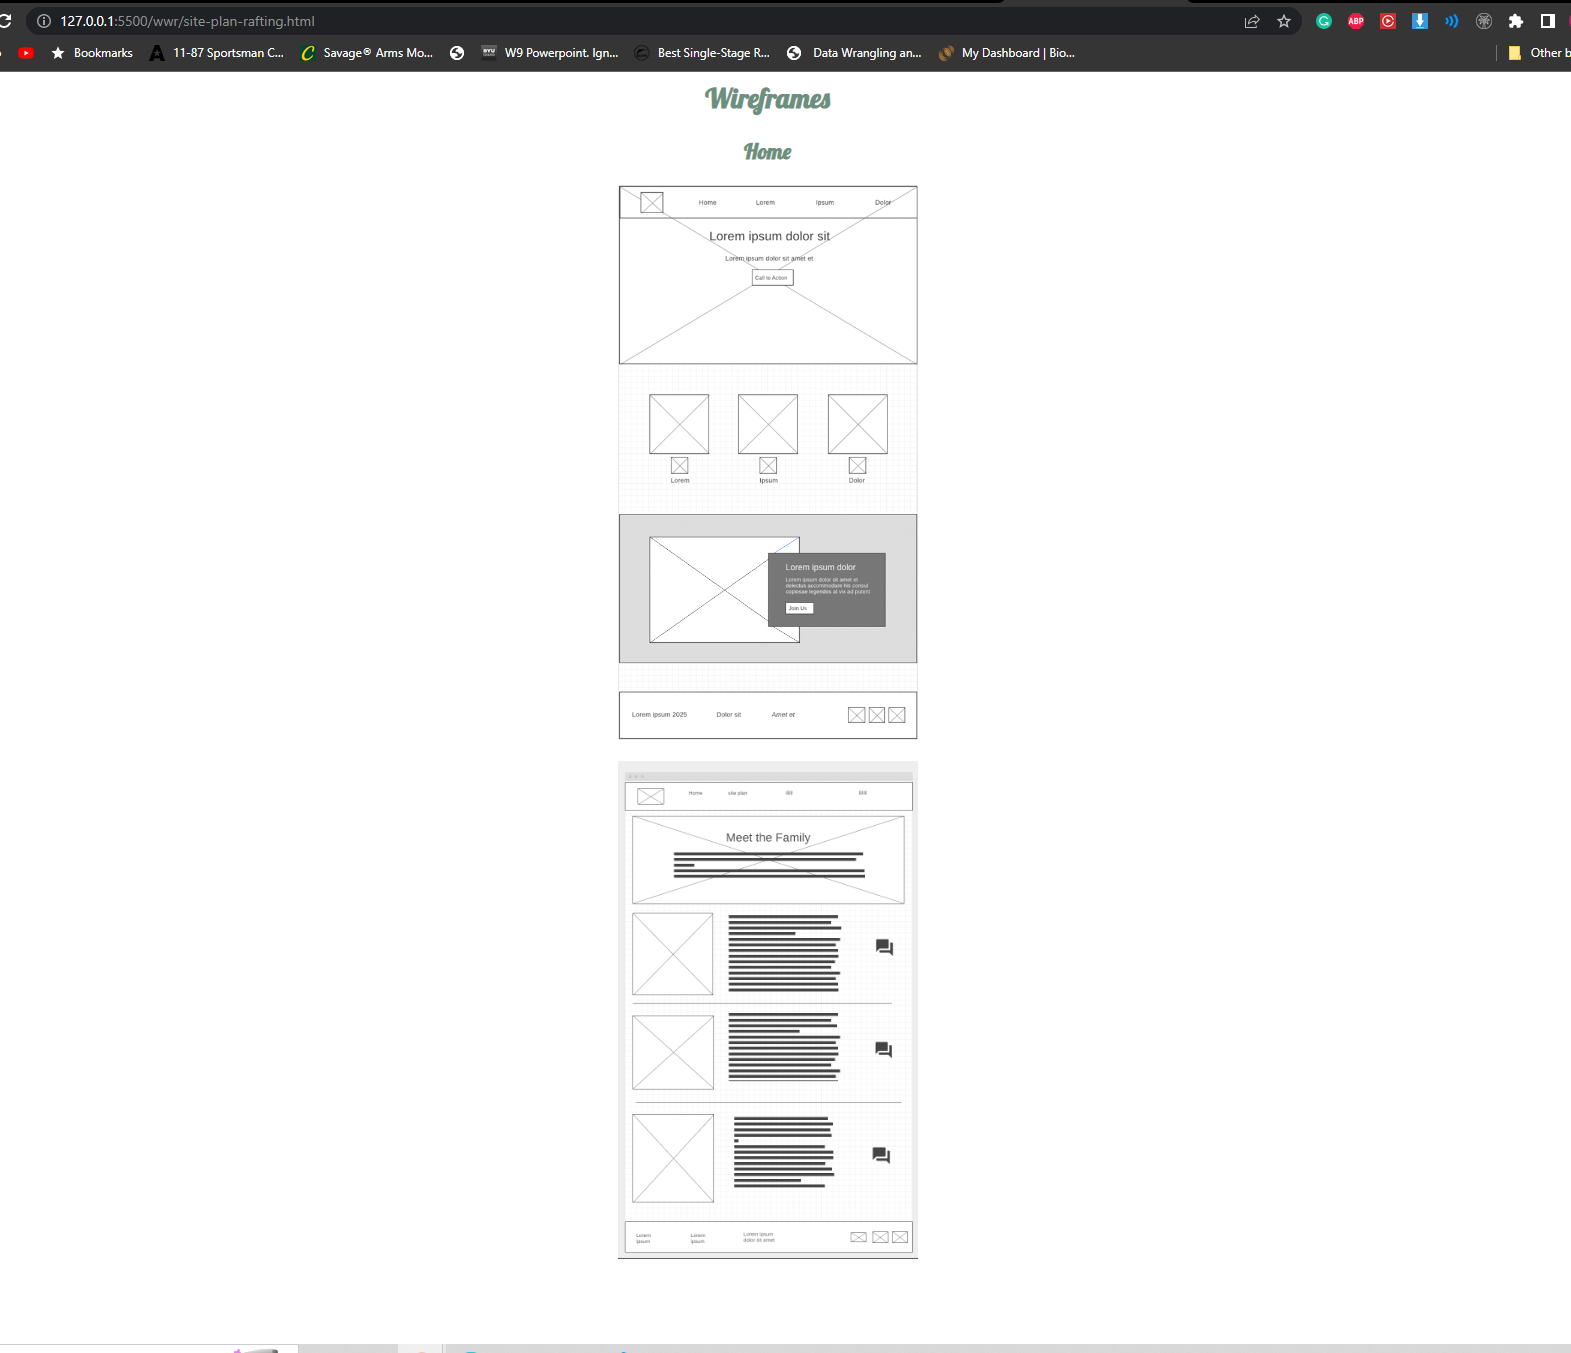 127.0.0.1:5500/wwr/site-plan-rafting.html
ABP
Bookmarks
11-87 Sportsman C...
Savage® Arms Mo...
BYU
W9 Powerpoint. Ign...
Best Single-Stage R...
Data Wrangling an...
My Dashboard | Bio...
Other b
Wireframes
Home
Home Lorem Ipsum Dolor
Lorem ipsum dolor sit
Lorem ipsum dolor sit amet et
Call to Action
Lorem Ipsum Dolor
Lorem ipsum dolor
Lorem ipsum dolor sit amet et
delectus accommodare his consul
copiosae legendos at vix ad putent
Join Us
Lorem ipsum 2025 Dolor sit Amet et
Home site plan
Meet the Family
Lorem
ipsum
Lorem
ipsum
Lorem ipsum
dolor sit amet